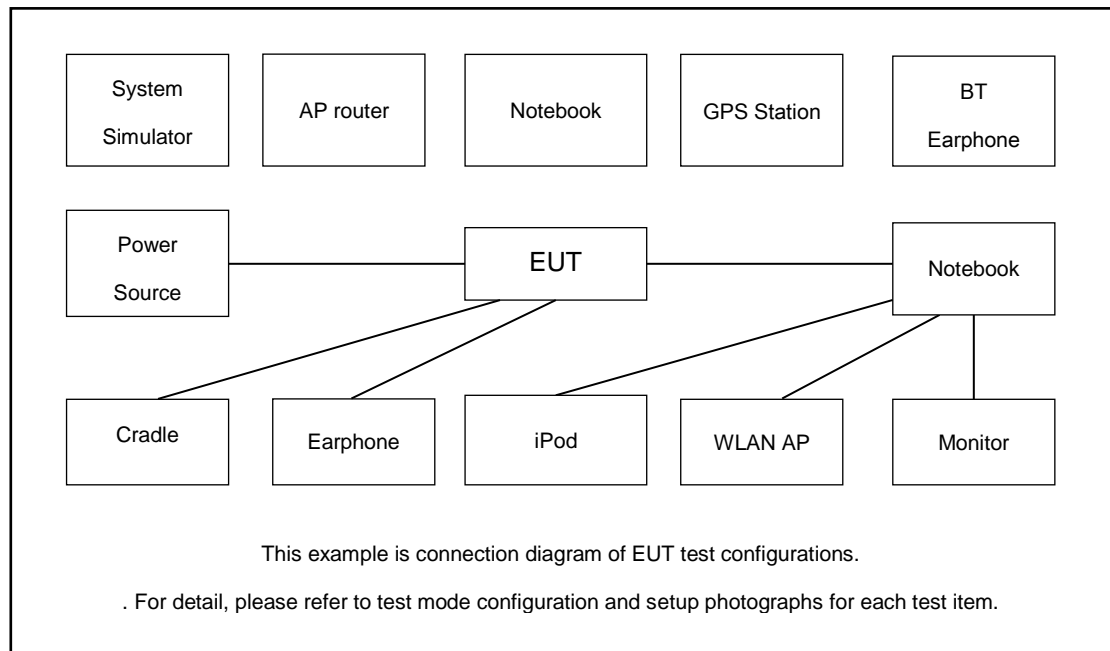 System
Simulator
AP router
Notebook
GPS Station
BT
Earphone
Power
Source
EUT
Notebook
Cradle
Earphone
iPod
WLAN AP
Monitor
This example is connection diagram of EUT test configurations.
. For detail, please refer to test mode configuration and setup photographs for each test item.